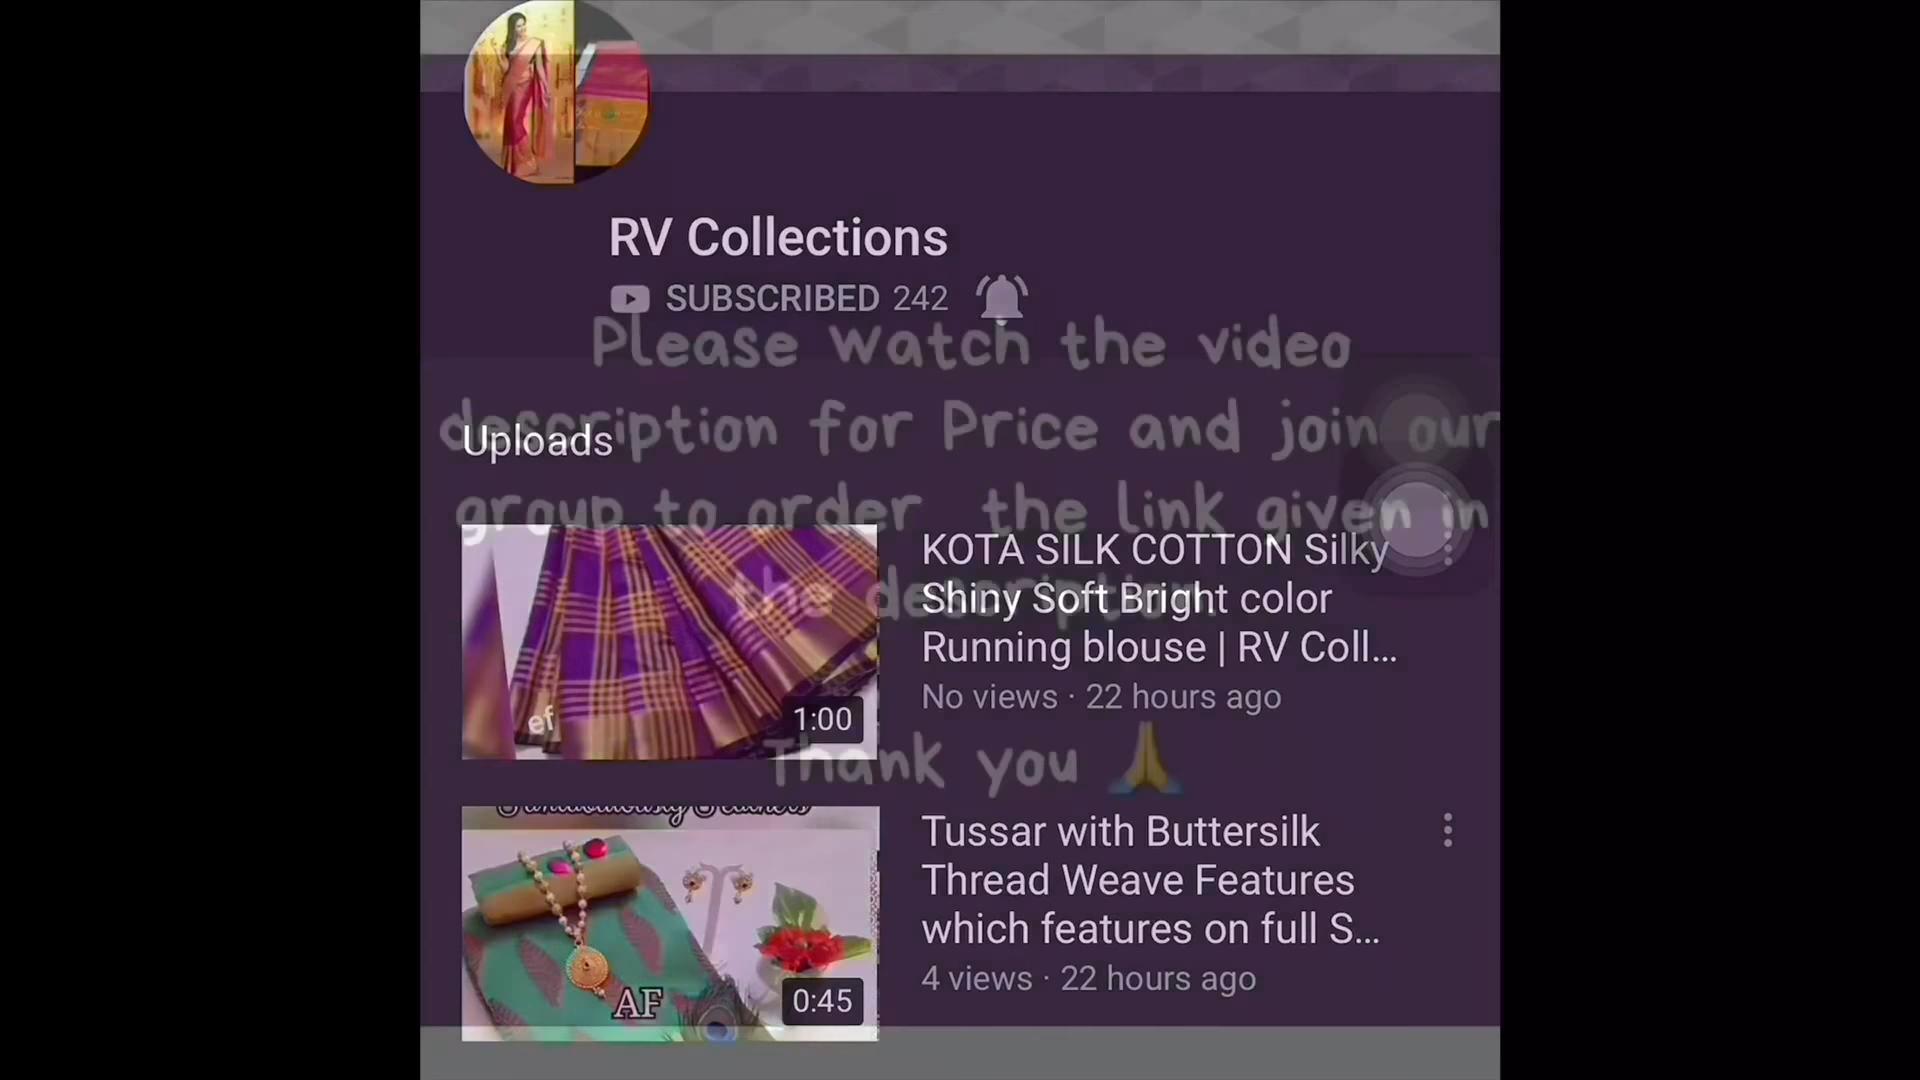 RV Collections
SUBSCRIBED 242
Please watch the video
description for Price and join our
Uploads
group to order the link given in
the description.
KOTA SILK COTTON Silky
Shiny Soft Bright color
Running blouse | RV Coll...
No views · 22 hours ago
ef
1:00
Thank you 🙏
Tussar with Buttersilk
Thread Weave Features
which features on full S...
4 views · 22 hours ago
AF
0:45